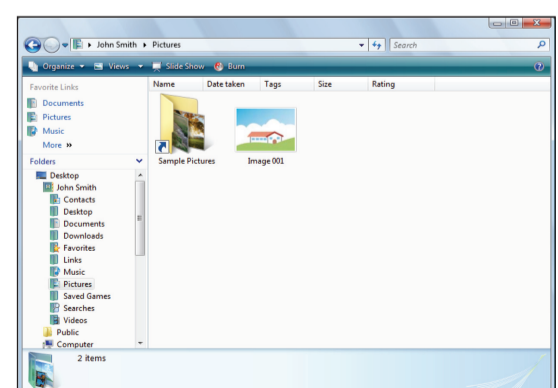 John Smith ▸ Pictures
Search
Organize Views Slide Show Burn
Favorite Links
Documents
Pictures
Music
More »
Folders
Desktop
John Smith
Contacts
Desktop
Documents
Downloads
Favorites
Links
Music
Pictures
Saved Games
Searches
Videos
Public
Computer
Name Date taken Tags Size Rating
Sample Pictures Image 001
2 items